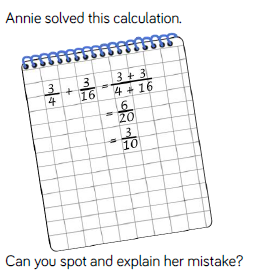 Annie solved this calculation.
3/4 + 3/16 = 3 + 3/4 + 16
= 6/20
= 3/10
Can you spot and explain her mistake?